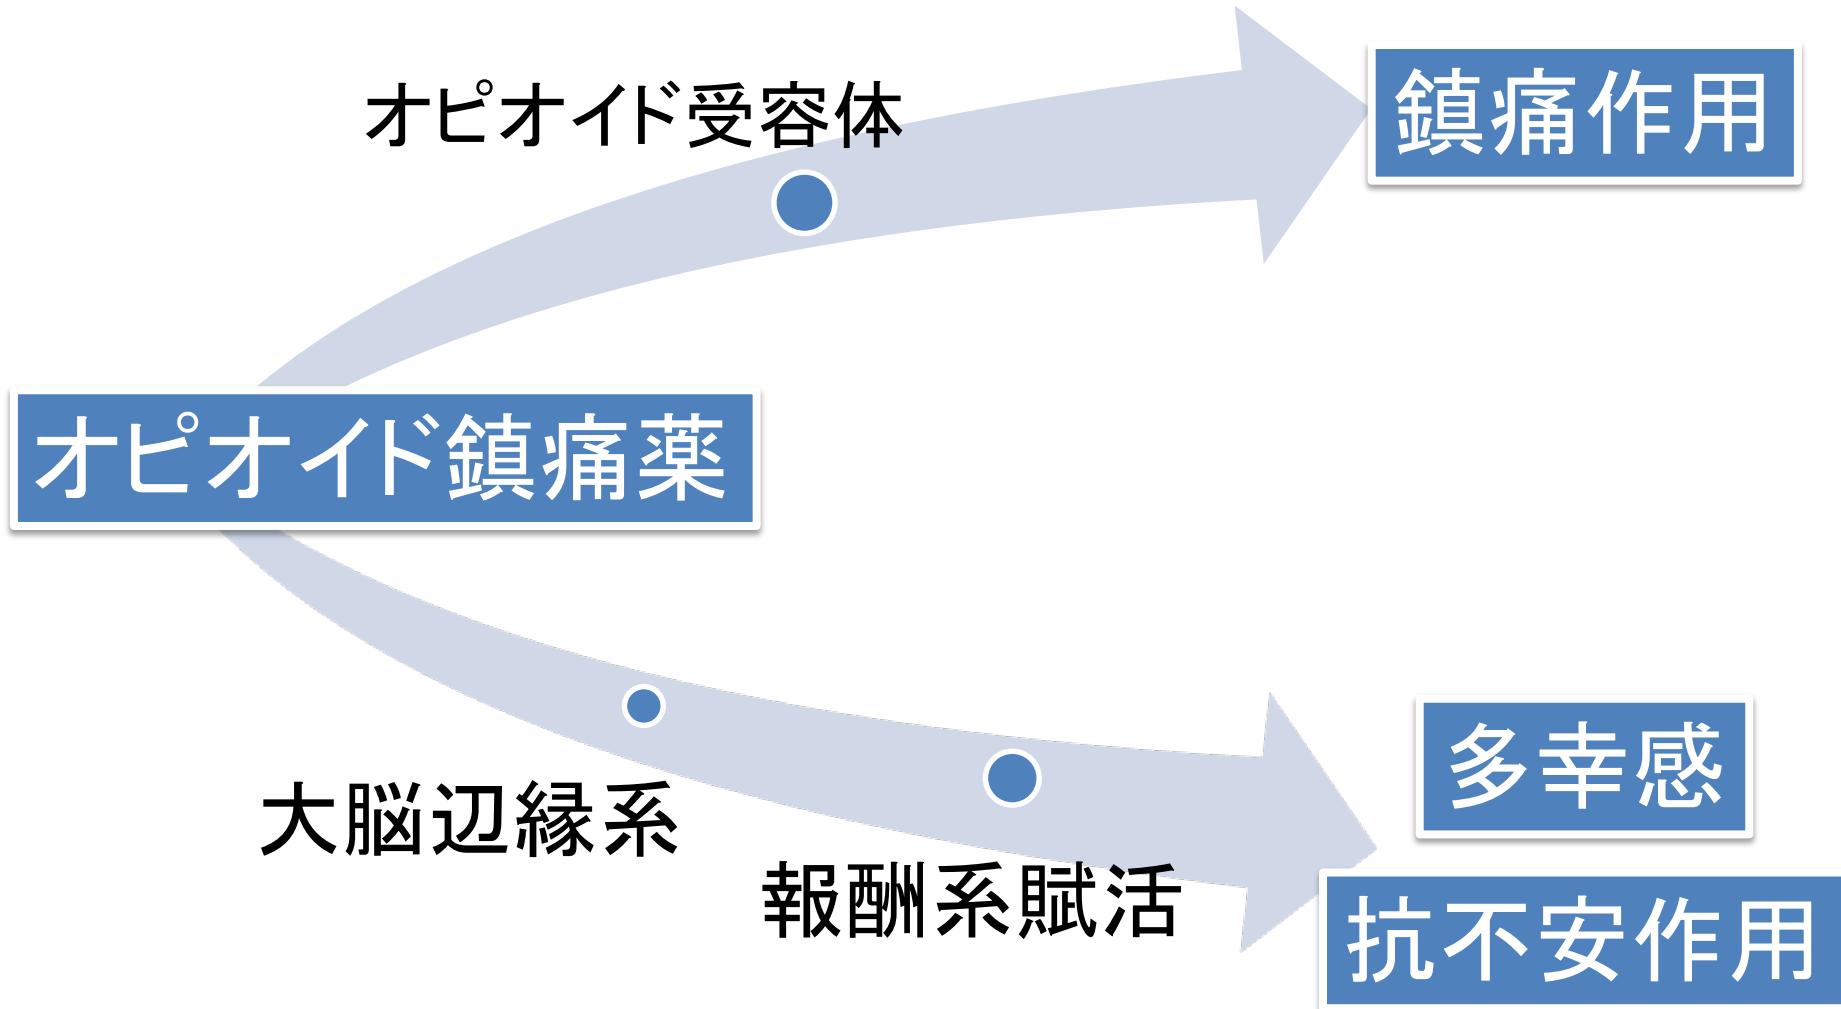 オピオイド受容体
鎮痛作用
オピオイド鎮痛薬
大脳辺縁系
報酬系賦活
多幸感
抗不安作用